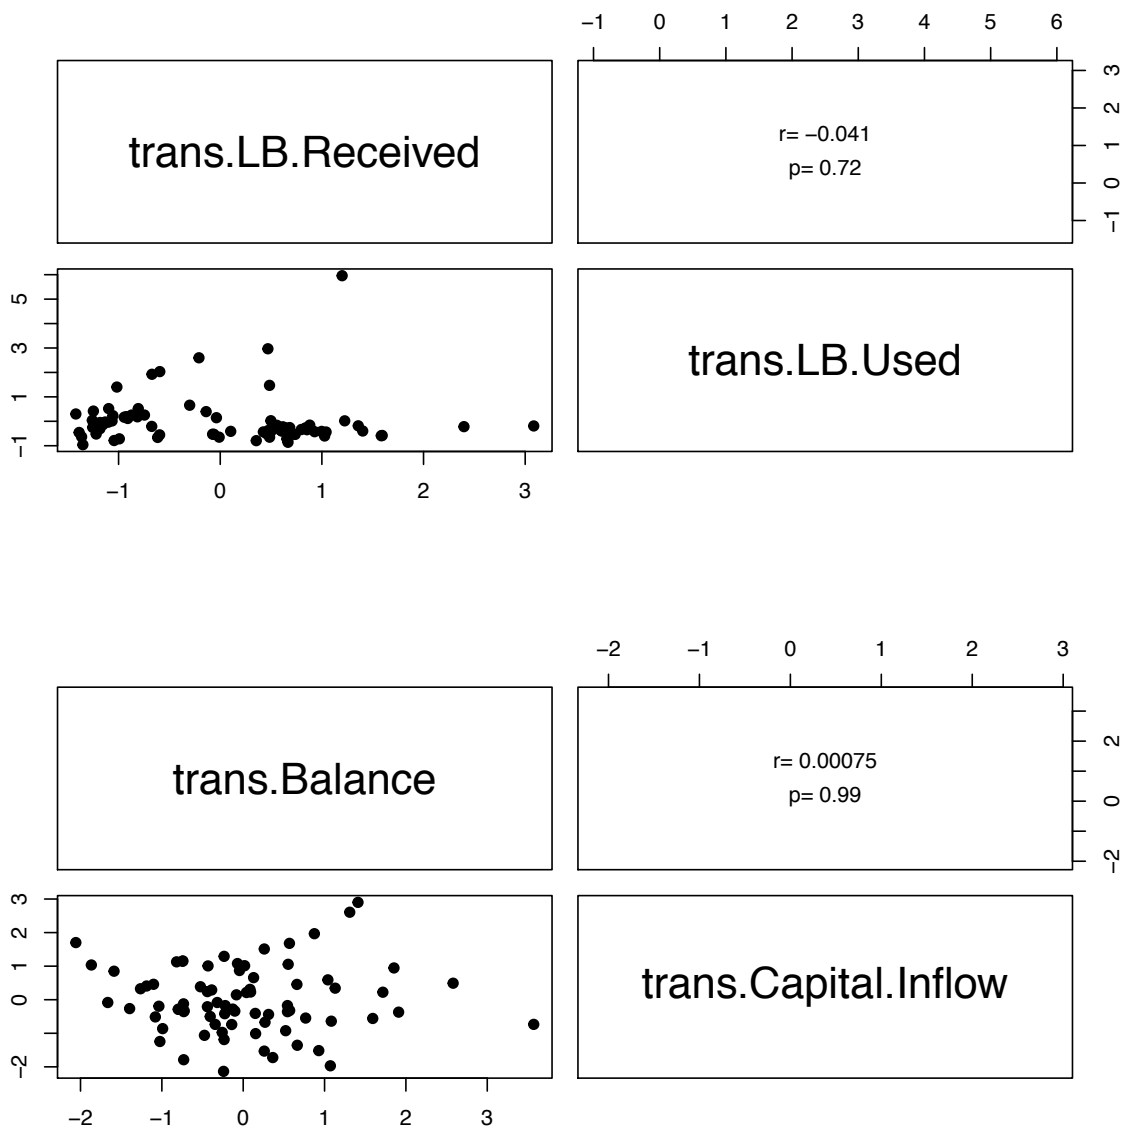 −1 0 1 2 3 4 5 6
trans.LB.Received
r= −0.041
p= 0.72
3
2
1
0
−1
5
3
1
−1
trans.LB.Used
−1 0 1 2 3
−2 −1 0 1 2 3
trans.Balance
r= 0.00075
p= 0.99
2
0
−2
3
2
1
0
−2
trans.Capital.Inflow
−2 −1 0 1 2 3